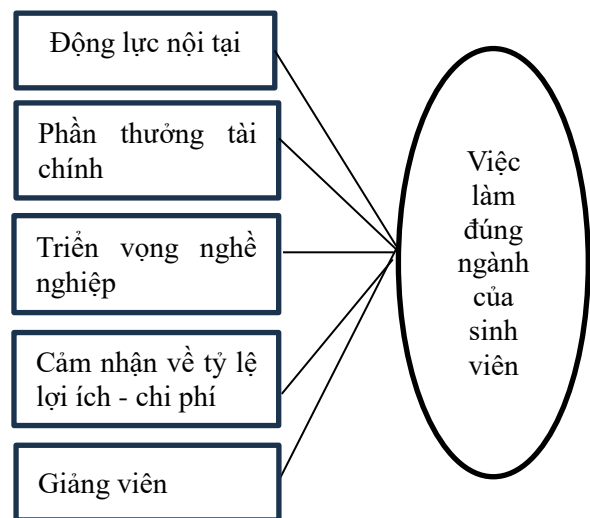 Động lực nội tại
Phần thưởng tài
chính
Triển vọng nghề
nghiệp
Cảm nhận về tỷ lệ
lợi ích - chi phí
Giảng viên
Việc
làm
đúng
ngành
của
sinh
viên